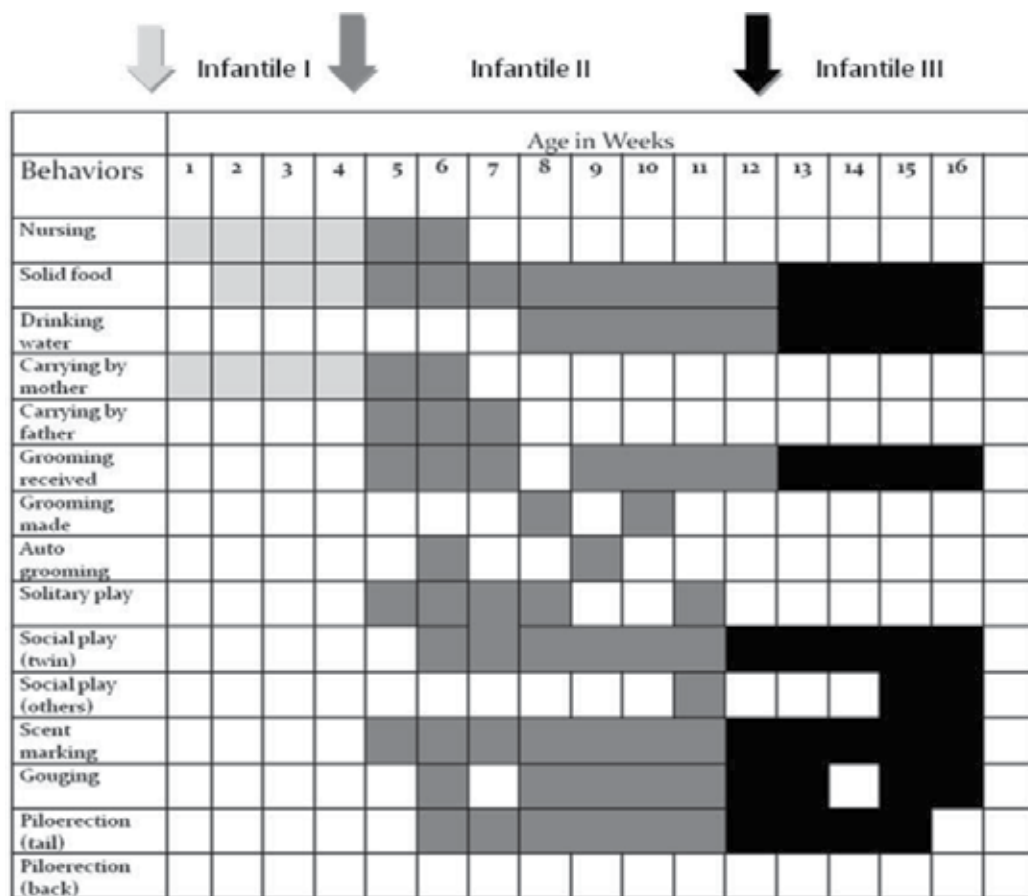 Infantile I Infantile II Infantile III
Age in Weeks
Behaviors 1 2 3 4 5 6 7 8 9 10 11 12 13 14 15 16
Nursing
Solid food
Drinking
water
Carrying by
mother
Carrying by
father
Grooming
received
Grooming
made
Auto
grooming
Solitary play
Social play
(twin)
Social play
(others)
Scent
marking
Gouging
Piloerection
(tail)
Piloerection
(back)